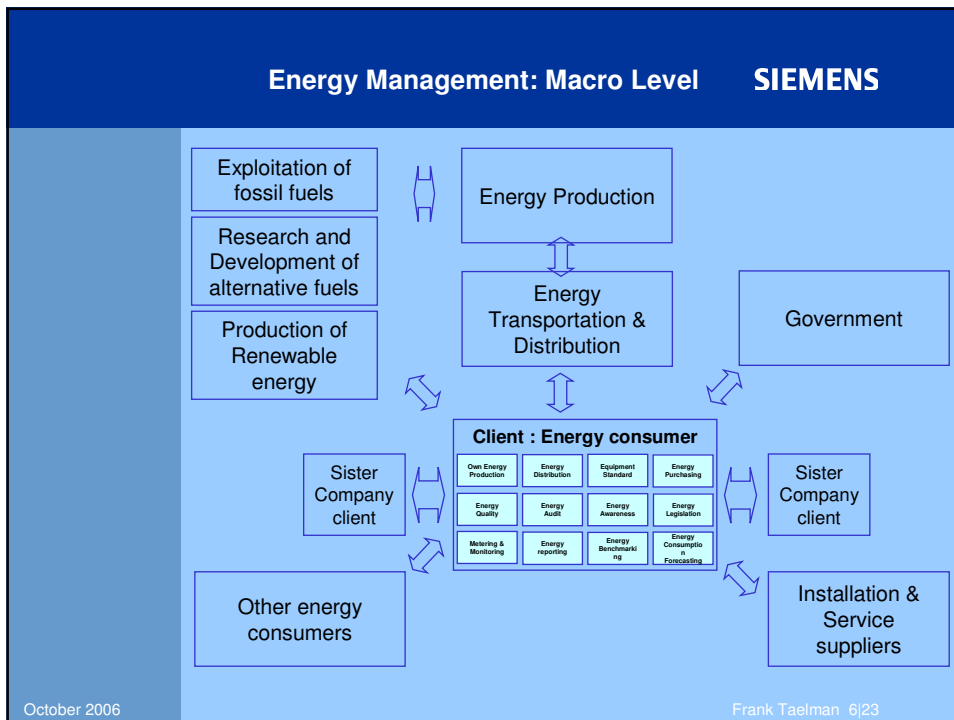 Energy Management: Macro Level
SIEMENS
Exploitation of
fossil fuels
Energy Production
Research and
Development of
alternative fuels
Energy
Transportation &
Distribution
Government
Production of
Renewable
energy
Client : Energy consumer
Own Energy
Production
Energy
Distribution
Equipment
Standard
Energy
Purchasing
Energy
Quality
Energy
Audit
Energy
Awareness
Energy
Legislation
Metering &
Monitoring
Energy
reporting
Energy
Benchmarki
ng
Energy
Consumptio
n
Forecasting
Sister
Company
client
Sister
Company
client
Other energy
consumers
Installation &
Service
suppliers
October 2006
Frank Taelman 6|23